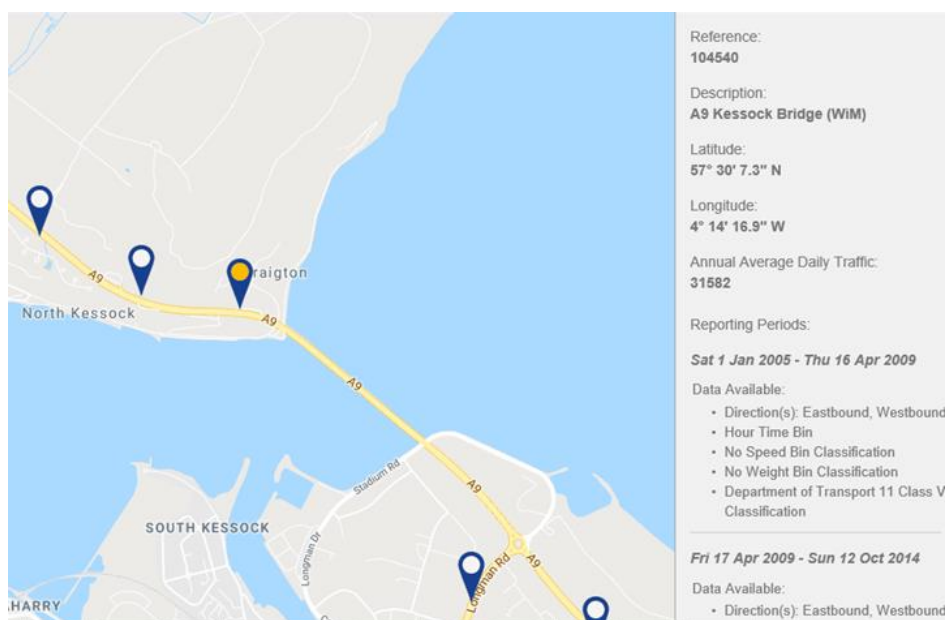 A9
raigton
North Kessock
A9
A9
Stadium Rd
A9
SOUTH KESSOCK
Longman Dr
Longman Rd
A9
AHARRY
Reference:
104540
Description:
A9 Kessock Bridge (WiM)
Latitude:
57° 30' 7.3" N
Longitude:
4° 14' 16.9" W
Annual Average Daily Traffic:
31582
Reporting Periods:
Sat 1 Jan 2005 - Thu 16 Apr 2009
Data Available:
• Direction(s): Eastbound, Westbound
• Hour Time Bin
• No Speed Bin Classification
• No Weight Bin Classification
• Department of Transport 11 Class V
Classification
Fri 17 Apr 2009 - Sun 12 Oct 2014
Data Available:
• Direction(s): Eastbound, Westbound